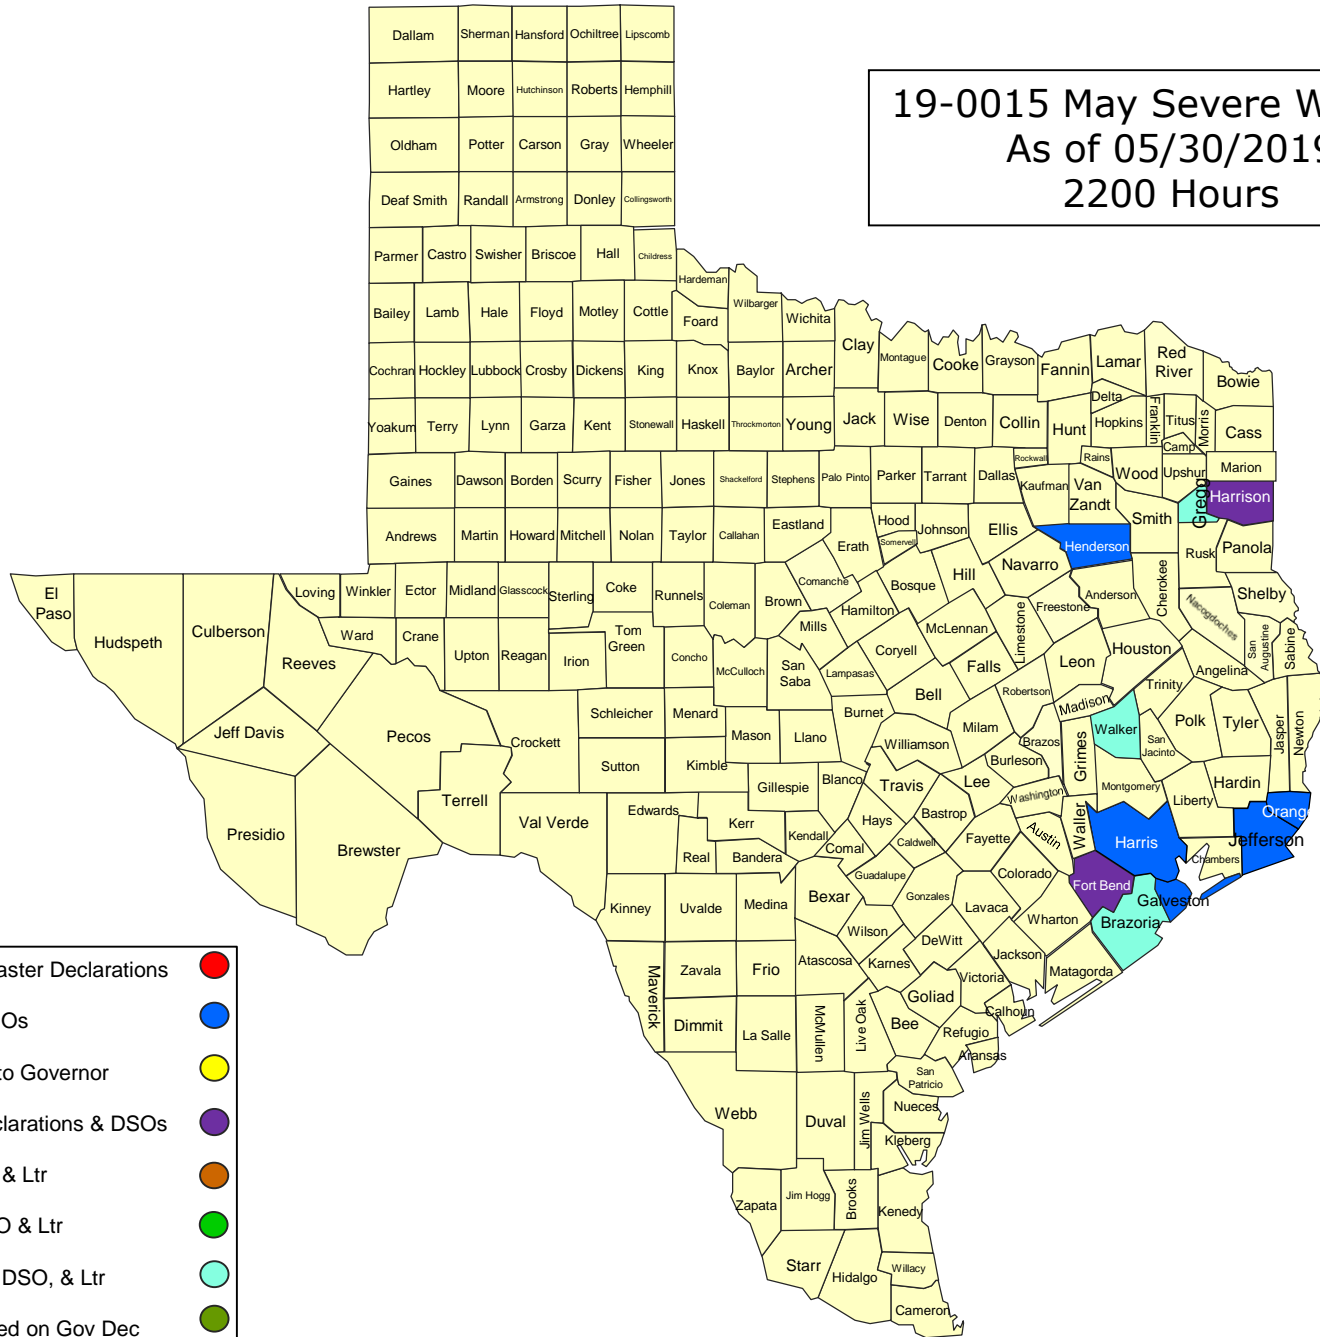 19-0015 May Severe W
As of 05/30/2019
2200 Hours
Dallam Sherman Hansford Ochiltree Lipscomb
Hartley Moore Hutchinson Roberts Hemphill
Oldham Potter Carson Gray Wheeler
Deaf Smith Randall Armstrong Donley Collingsworth
Parmer Castro Swisher Briscoe Hall Childress
Hardeman
Bailey Lamb Hale Floyd Motley Cottle Foard Wilbarger Wichita
Clay Montague Cooke Grayson Fannin Lamar Red River Bowie
Cochran Hockley Lubbock Crosby Dickens King Knox Baylor Archer
Delta
Yoakum Terry Lynn Garza Kent Stonewall Haskell Throckmorton Young Jack Wise Denton Collin Hunt Hopkins Franklin Titus Morris Cass
Camp
Rockwall Rains Wood Upshur Marion
Gaines Dawson Borden Scurry Fisher Jones Shackelford Stephens Palo Pinto Parker Tarrant Dallas Kaufman Van Zandt Gregg Harrison
Andrews Martin Howard Mitchell Nolan Taylor Callahan Eastland Erath Hood Somervell Johnson Ellis Henderson Smith Rusk Panola
El Paso Hudspeth Culberson Loving Winkler Ector Midland Glasscock Sterling Coke Runnels Coleman Brown Comanche Bosque Hill Navarro Anderson Cherokee Nacogdoches Shelby
Hamilton Limestone Freestone
Reeves Ward Crane Upton Reagan Irion Tom Green Concho McCulloch San Saba Mills Lampasas Coryell McLennan Falls Leon Houston Angelina San Augustine Sabine
Bell Robertson Madison Trinity
Jeff Davis Pecos Crockett Schleicher Menard Mason Llano Burnet Williamson Milam Brazos Grimes Walker San Jacinto Polk Tyler Jasper Newton
Sutton Kimble Gillespie Blanco Travis Lee Burleson Washington Montgomery Liberty Hardin
Presidio Brewster Terrell Val Verde Edwards Kerr Kendall Hays Bastrop Waller Orange
Real Bandera Comal Caldwell Fayette Austin Harris Chambers Jefferson
Kinney Uvalde Medina Bexar Guadalupe Gonzales Lavaca Colorado Fort Bend Galveston
Wilson Wharton Brazoria
Maverick Zavala Frio Atascosa Karnes DeWitt Jackson Matagorda
Dimmit La Salle McMullen Live Oak Bee Goliad Victoria Calhoun
Refugio
Aransas
San Patricio
Webb Duval Jim Wells Nueces
Kleberg
Zapata Jim Hogg Brooks Kenedy
Starr Hidalgo Willacy
Cameron
aster Declarations
Os
to Governor
clarations & DSOs
& Ltr
O & Ltr
DSO, & Ltr
ed on Gov Dec